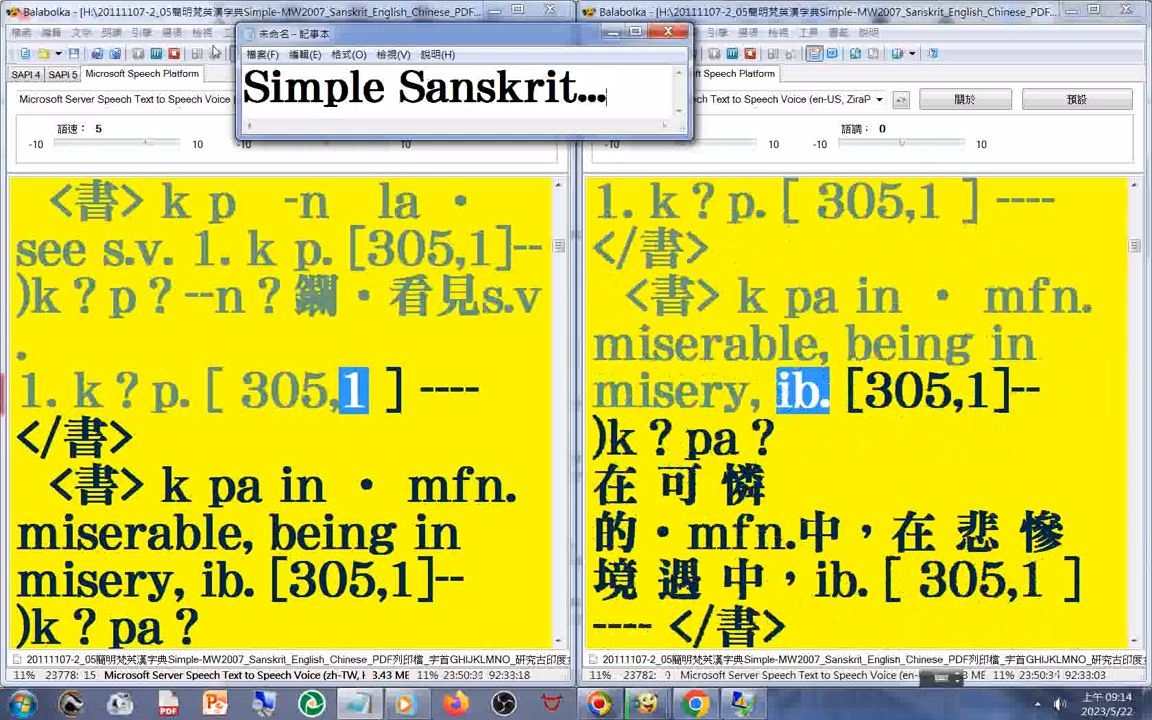 Balabolka - [H:\20111107-2_05簡明梵英漢字典Simple-MW2007_Sanskrit_English_Chinese_PDF...
Balabolka - [H:\20111107-2_05簡明梵英漢字典Simple-MW2007_Sanskrit_English_Chinese_PDF...
未命名 - 記事本
檔案(F) 編輯(E) 格式(O) 檢視(V) 說明(H)
Simple Sanskrit...
SAPI 4 SAPI 5 Microsoft Speech Platform
Speech Platform
Microsoft Server Speech Text to Speech Voice
ech Text to Speech Voice (en-US, ZiraP
關於
預設
語速： 5
語調： 0
-10 10
10
-10 10
<書> k p -n la •
see s.v. 1. k p. [305,1]--
)k ? p ? --n ? 鑭 • 看見s.v
.
1. k ? p. [ 305,1 ] ----
</書>
<書> k pa in • mfn.
miserable, being in
misery, ib. [305,1]--
)k ? pa ?
1. k ? p. [ 305,1 ] ----
</書>
<書> k pa in • mfn.
miserable, being in
misery, ib. [305,1]--
)k ? pa ?
在 可 憐
的 • mfn.中，在 悲 慘
境 遇 中，ib. [ 305,1 ]
---- </書>
20111107-2_05簡明梵英漢字典Simple-MW2007_Sanskrit_English_Chinese_PDF列印檔_字首GHIJKLMNO_研究古印度
20111107-2_05簡明梵英漢字典Simple-MW2007_Sanskrit_English_Chinese_PDF列印檔_字首GHIJKLMNO_研究古印度
11% 23778: 15 Microsoft Server Speech Text to Speech Voice (zh-TW, 3.43 ME 23:50:3 92:33:18
11% 23782: Microsoft Server Speech Text to Speech Voice (en-US, 3.43 ME 23:50:3 92:33:03
上午 09:14
2023/5/22